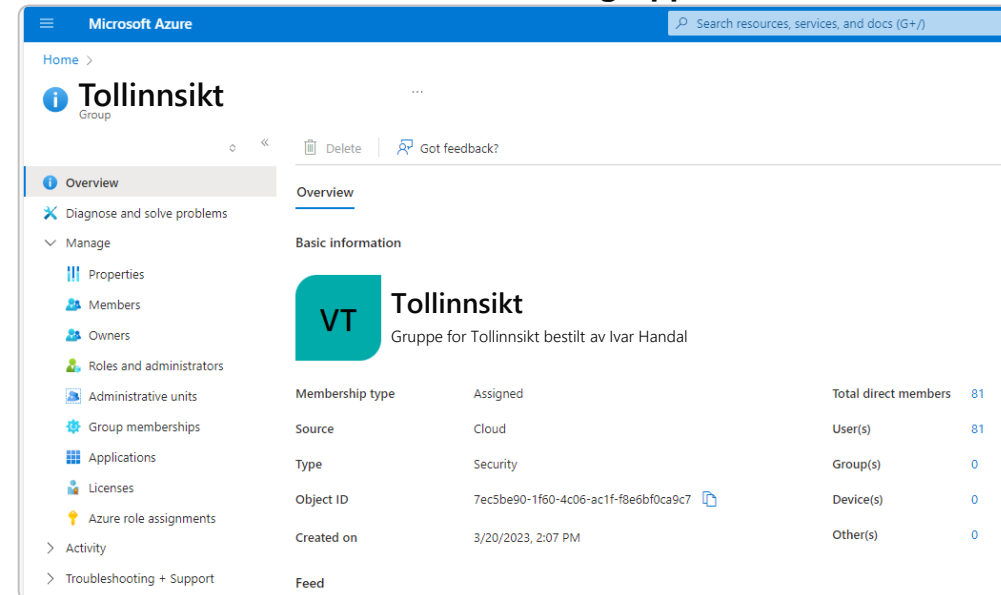 Microsoft Azure
Search resources, services, and docs (G+/)
Home >
Tollinnsikt
...
Group
Delete
Got feedback?
Overview
Diagnose and solve problems
Manage
Properties
Members
Owners
Roles and administrators
Administrative units
Group memberships
Applications
Licenses
Azure role assignments
Activity
Troubleshooting + Support
Overview
Basic information
VT
Tollinnsikt
Gruppe for Tollinnsikt bestilt av Ivar Handal
Membership type Assigned Total direct members 81
Source Cloud User(s) 81
Type Security Group(s) 0
Object ID 7ec5be90-1f60-4c06-ac1f-f8e6bf0ca9c7 Device(s) 0
Created on 3/20/2023, 2:07 PM Other(s) 0
Feed